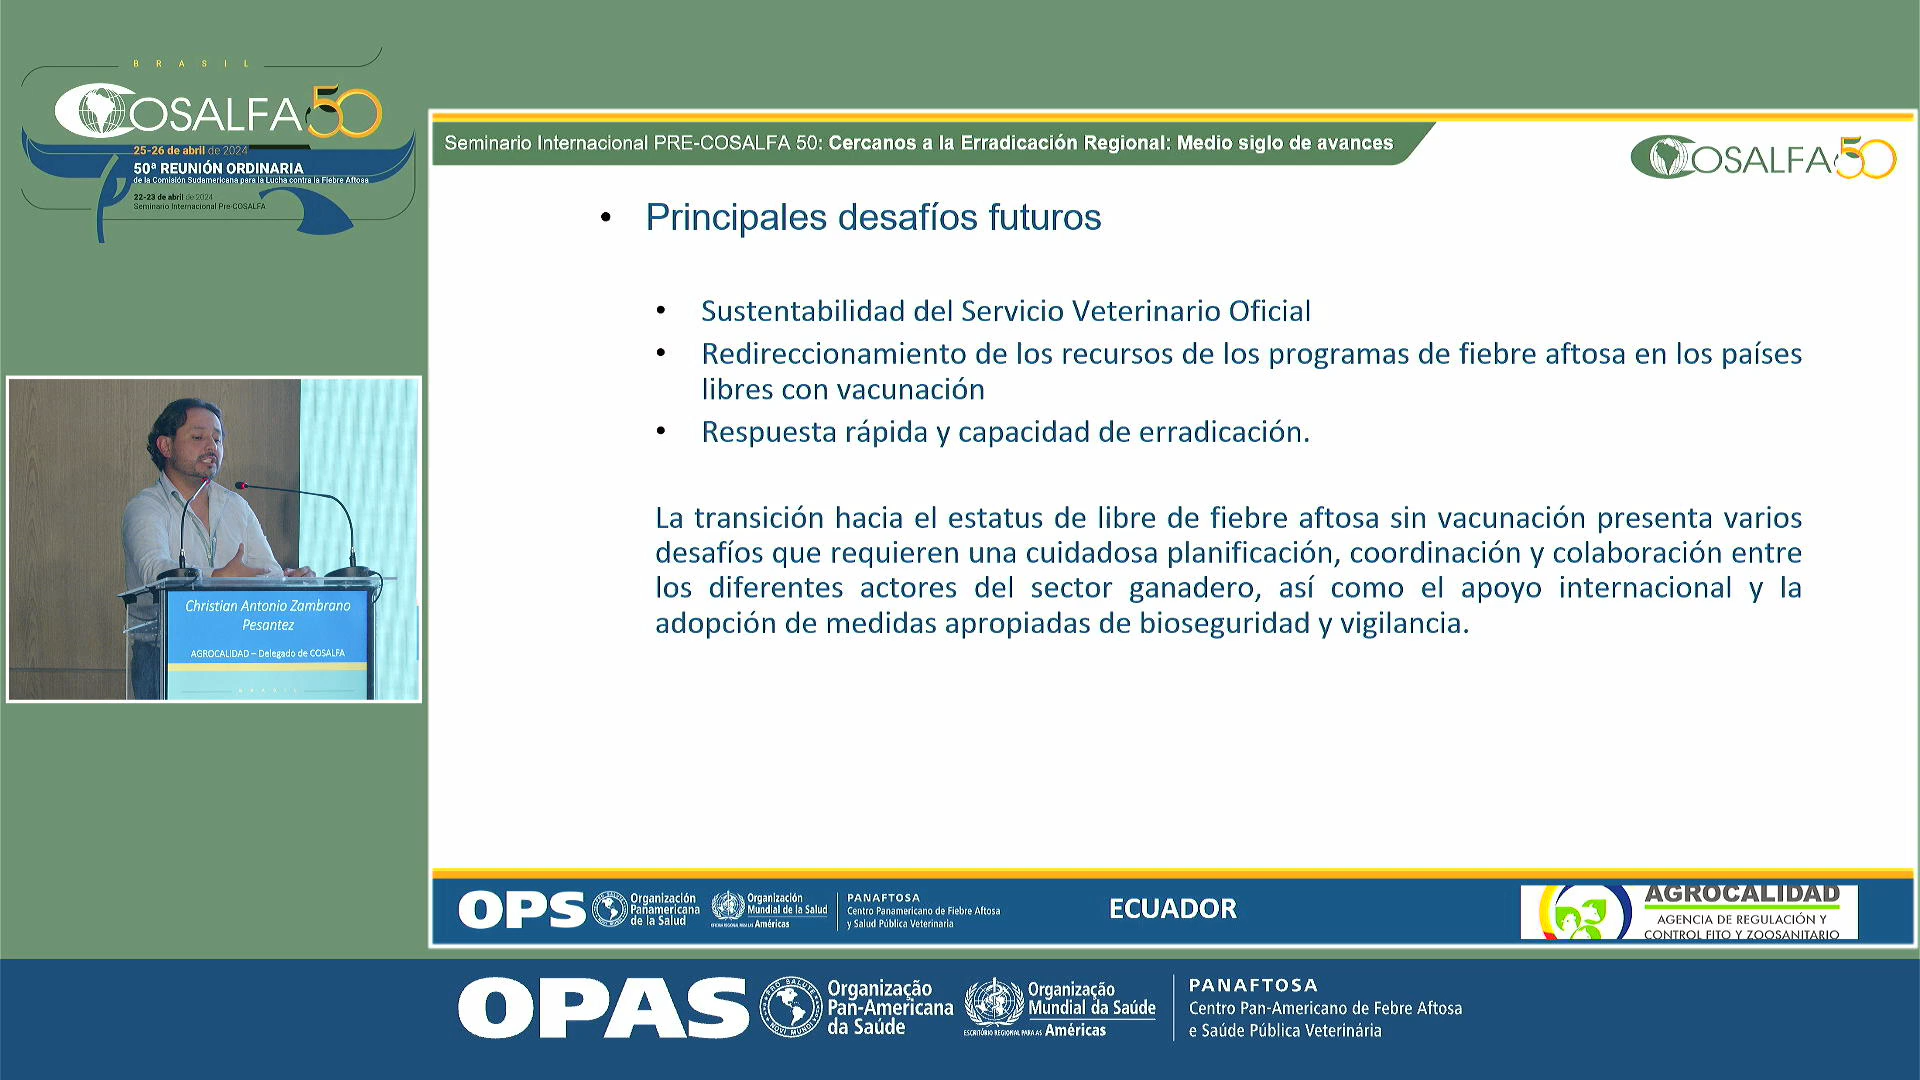 BRASIL
COSALFA 50
25-26 de abril de 2024
50ª REUNIÓN ORDINARIA
de la Comisión Sudamericana para la Lucha contra la Fiebre Aftosa
22-23 de abril de 2024
Seminario Internacional Pre-COSALFA
Christian Antonio Zambrano
Pesantez
AGROCALIDAD – Delegado de COSALFA
BRASIL
Seminario Internacional PRE-COSALFA 50: Cercanos a la Erradicación Regional: Medio siglo de avances
COSALFA 50
• Principales desafíos futuros
• Sustentabilidad del Servicio Veterinario Oficial
• Redireccionamiento de los recursos de los programas de fiebre aftosa en los países
libres con vacunación
• Respuesta rápida y capacidad de erradicación.
La transición hacia el estatus de libre de fiebre aftosa sin vacunación presenta varios
desafíos que requieren una cuidadosa planificación, coordinación y colaboración entre
los diferentes actores del sector ganadero, así como el apoyo internacional y la
adopción de medidas apropiadas de bioseguridad y vigilancia.
OPS
Organización
Panamericana
de la Salud
Organización
Mundial de la Salud
Américas
PANAFTOSA
Centro Panamericano de Fiebre Aftosa
y Salud Pública Veterinaria
ECUADOR
AGROCALIDAD
AGENCIA DE REGULACIÓN Y
CONTROL FITO Y ZOOSANITARIO
OPAS
Organização
Pan-Americana
da Saúde
Organização
Mundial da Saúde
ESCRITÓRIO REGIONAL PARA AS Américas
PANAFTOSA
Centro Pan-Americano de Febre Aftosa
e Saúde Pública Veterinária